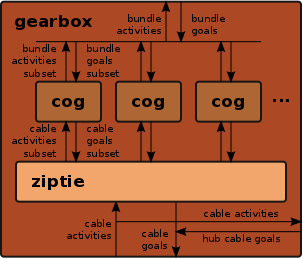 gearbox
bundle
activities
bundle
goals
bundle
activities
subset
bundle
goals
subset
cog
cog
cog
...
cable
activities
subset
cable
goals
subset
ziptie
cable
activities
cable
goals
cable activities
hub cable goals